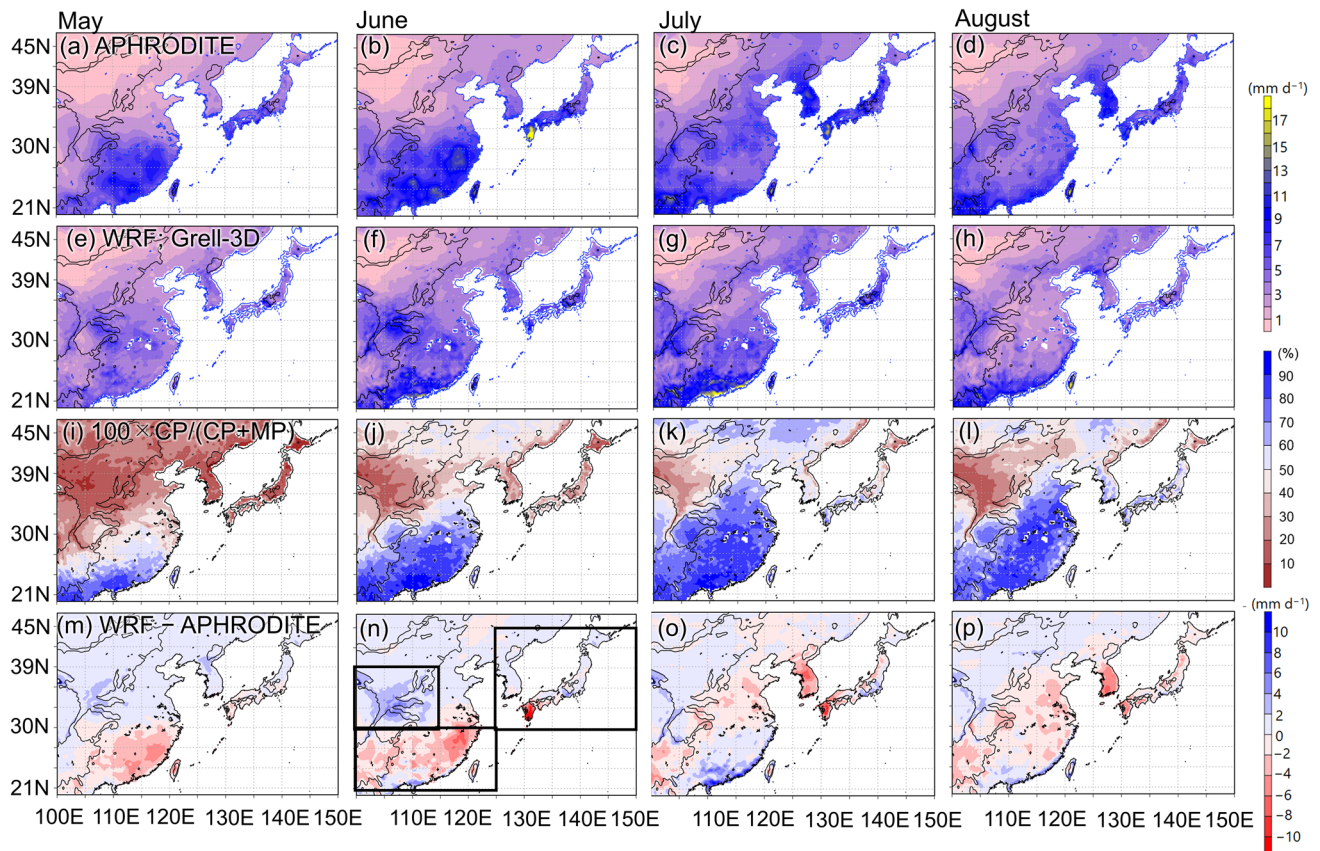 May June July August
(a) APHRODITE (b) (c) (d)
45N
39N
30N
21N
(mm d⁻¹)
17
15
13
11
9
7
5
3
1
(e) WRF; Grell-3D (f) (g) (h)
45N
39N
30N
21N
(%)
90
80
70
60
50
40
30
20
10
(i) 100 × CP/(CP+MP) (j) (k) (l)
45N
39N
30N
21N
(m) WRF − APHRODITE (n) (o) (p)
45N
39N
30N
21N
(mm d⁻¹)
10
8
6
4
2
0
−2
−4
−6
−8
−10
100E 110E 120E 130E 140E 150E 110E 120E 130E 140E 150E 110E 120E 130E 140E 150E 110E 120E 130E 140E 150E